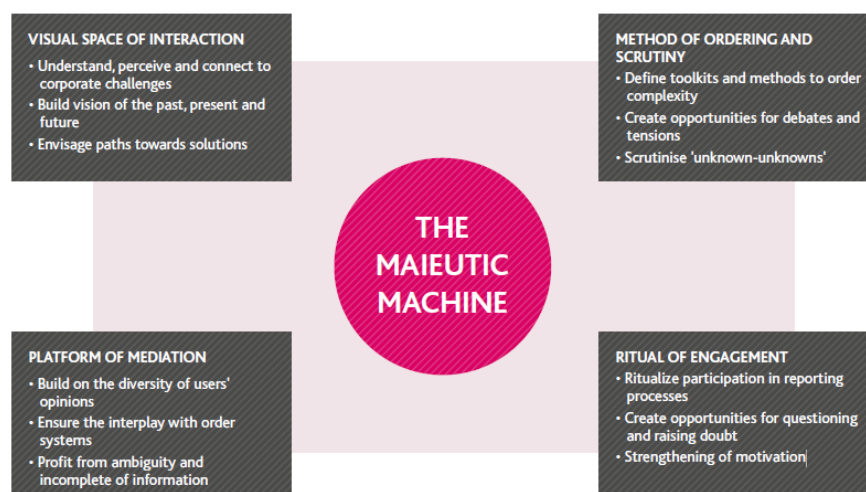 VISUAL SPACE OF INTERACTION
• Understand, perceive and connect to
corporate challenges
• Build vision of the past, present and
future
• Envisage paths towards solutions
METHOD OF ORDERING AND
SCRUTINY
• Define toolkits and methods to order
complexity
• Create opportunities for debates and
tensions
• Scrutinise 'unknown-unknowns'
THE
MAIEUTIC
MACHINE
PLATFORM OF MEDIATION
• Build on the diversity of users'
opinions
• Ensure the interplay with order
systems
• Profit from ambiguity and
incomplete of information
RITUAL OF ENGAGEMENT
• Ritualize participation in reporting
processes
• Create opportunities for questioning
and raising doubt
• Strengthening of motivation